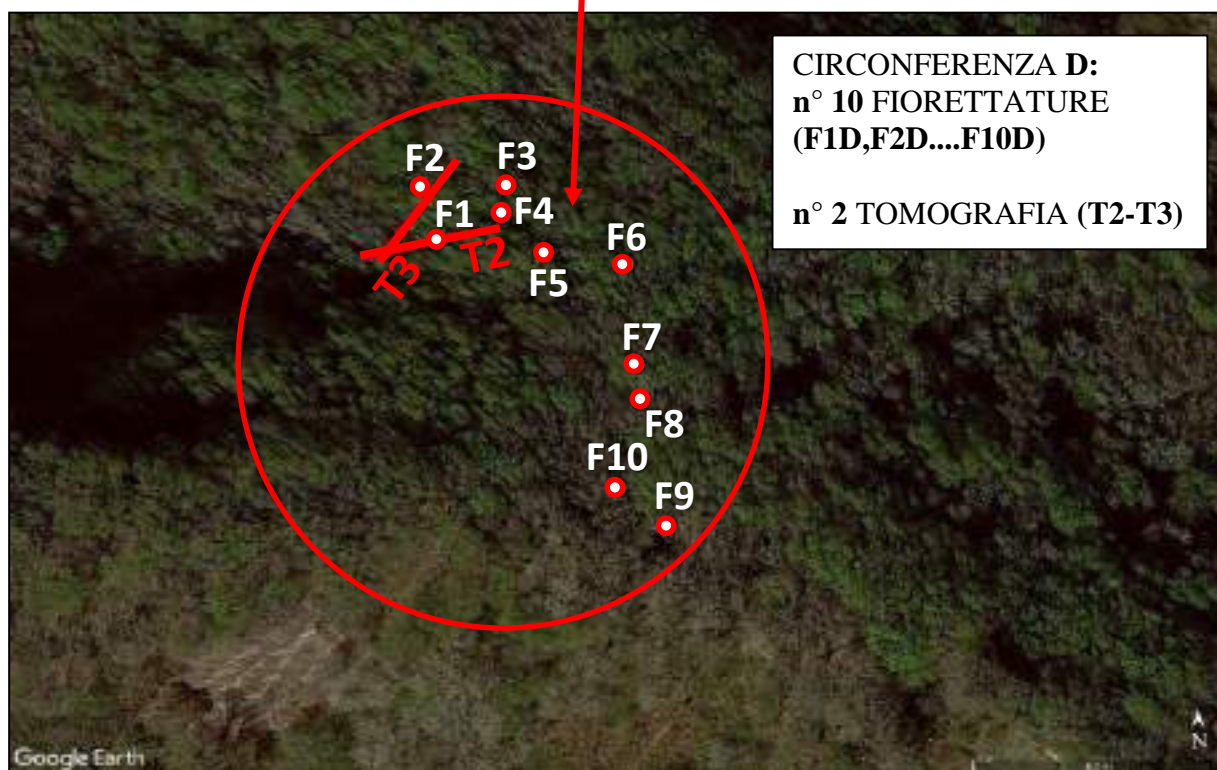 CIRCONFERENZA D:
n° 10 FIORETTATURE
(F1D,F2D....F10D)
n° 2 TOMOGRAFIA (T2-T3)
F2
F3
F1
F4
T2
T3
F5
F6
F7
F8
F10
F9
Google Earth
N